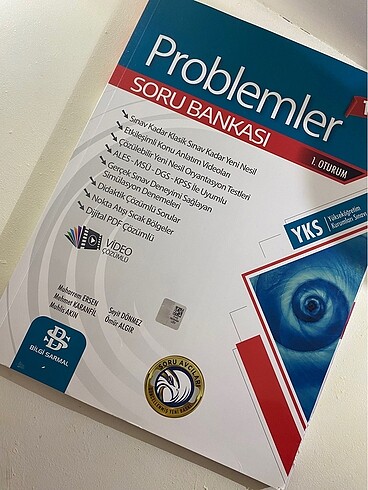 Problemler
SORU BANKASI
1. OTURUM
Sınav Kadar Klasik Sınav Kadar Yeni Nesil
Etkileşimli Konu Anlatım Videoları
Çözülebilir Yeni Nesil Oryantasyon Testleri
ALES - MSÜ - DGS - KPSS İle Uyumlu
Gerçek Sınav Deneyimi Sağlayan
Simülasyon Denemeleri
Didaktik Çözümlü Sorular
Nokta Atışı Sıcak Bölgeler
Dijital PDF Çözümlü
YKS
Yükseköğretim
Kurumları Sınavı
VİDEO
ÇÖZÜMLÜ
Muharrem ERSEN
Seyit DÖNMEZ
Mehmet KARANFİL
Ömür ALGIR
Muhlis AKIN
BS
BİLGİ SARMAL
SORU AVCILARI